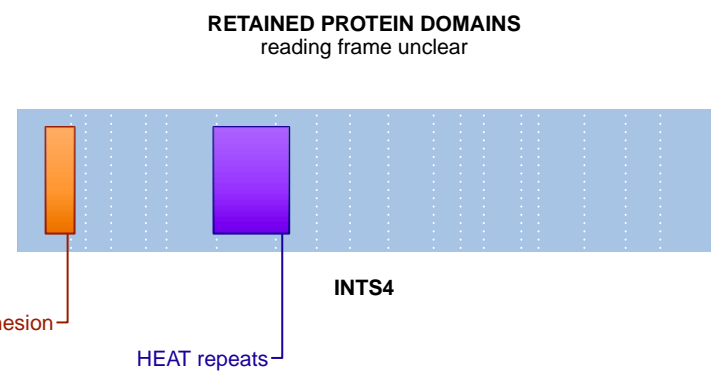 RETAINED PROTEIN DOMAINS
reading frame unclear
INTS4
HEAT repeats